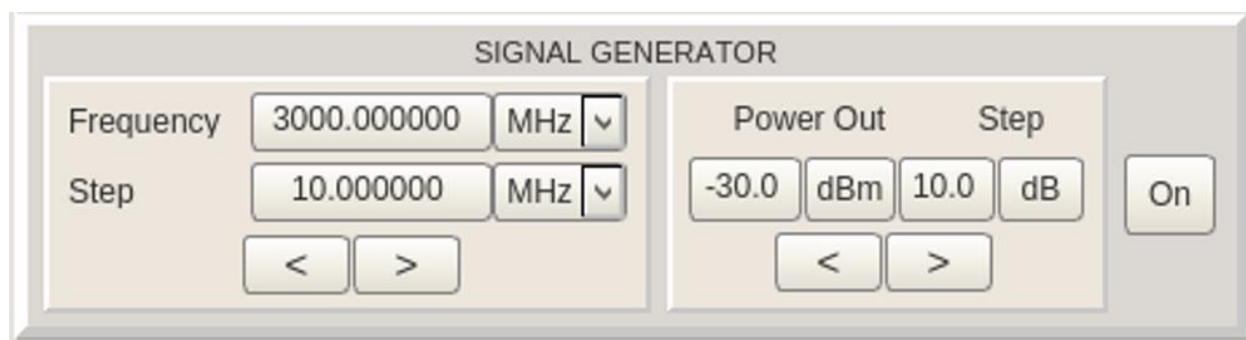 SIGNAL GENERATOR
Frequency 3000.000000 MHz
Step 10.000000 MHz
< >
Power Out Step
-30.0 dBm 10.0 dB
< >
On